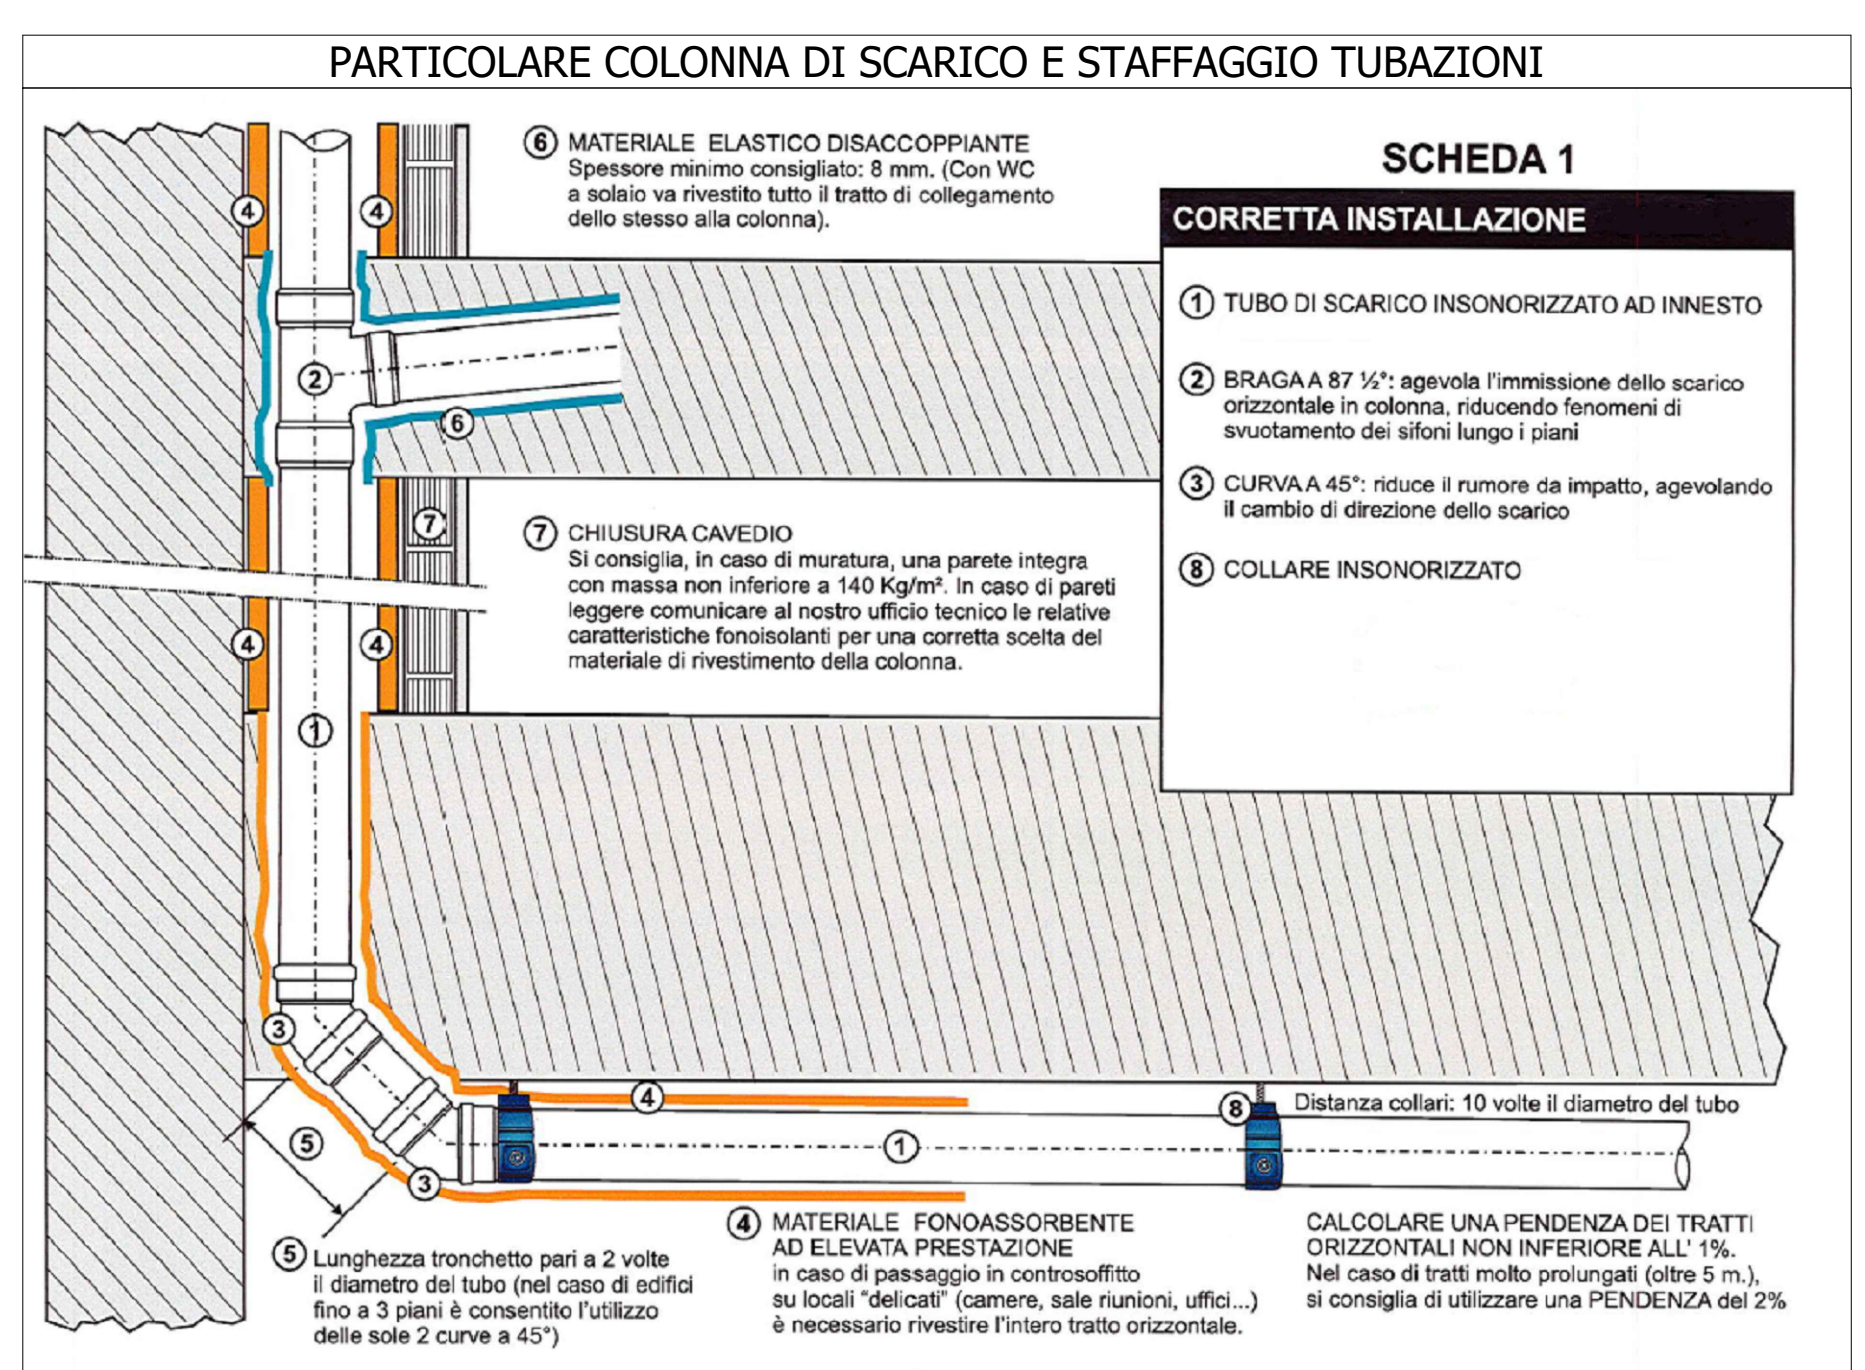 PARTICOLARE COLONNA DI SCARICO E STAFFAGGIO TUBAZIONI
6 MATERIALE ELASTICO DISACCOPPIANTE
Spessore minimo consigliato: 8 mm. (Con WC
a solaio va rivestito tutto il tratto di collegamento
dello stesso alla colonna).
SCHEDA 1
CORRETTA INSTALLAZIONE
1 TUBO DI SCARICO INSONORIZZATO AD INNESTO
2 BRAGA A 87 ½°: agevola l'immissione dello scarico
orizzontale in colonna, riducendo fenomeni di
svuotamento dei sifoni lungo i piani
3 CURVA A 45°: riduce il rumore da impatto, agevolando
il cambio di direzione dello scarico
8 COLLARE INSONORIZZATO
4
4
2
6
7
7 CHIUSURA CAVEDIO
Si consiglia, in caso di muratura, una parete integra
con massa non inferiore a 140 Kg/m². In caso di pareti
leggere comunicare al nostro ufficio tecnico le relative
caratteristiche fonoisolanti per una corretta scelta del
materiale di rivestimento della colonna.
4
4
1
3
4
8
Distanza collari: 10 volte il diametro del tubo
5
1
3
5 Lunghezza tronchetto pari a 2 volte
il diametro del tubo (nel caso di edifici
fino a 3 piani è consentito l'utilizzo
delle sole 2 curve a 45°)
4 MATERIALE FONOASSORBENTE
AD ELEVATA PRESTAZIONE
in caso di passaggio in controsoffitto
su locali "delicati" (camere, sale riunioni, uffici...)
è necessario rivestire l'intero tratto orizzontale.
CALCOLARE UNA PENDENZA DEI TRATTI
ORIZZONTALI NON INFERIORE ALL' 1%.
Nel caso di tratti molto prolungati (oltre 5 m.),
si consiglia di utilizzare una PENDENZA del 2%